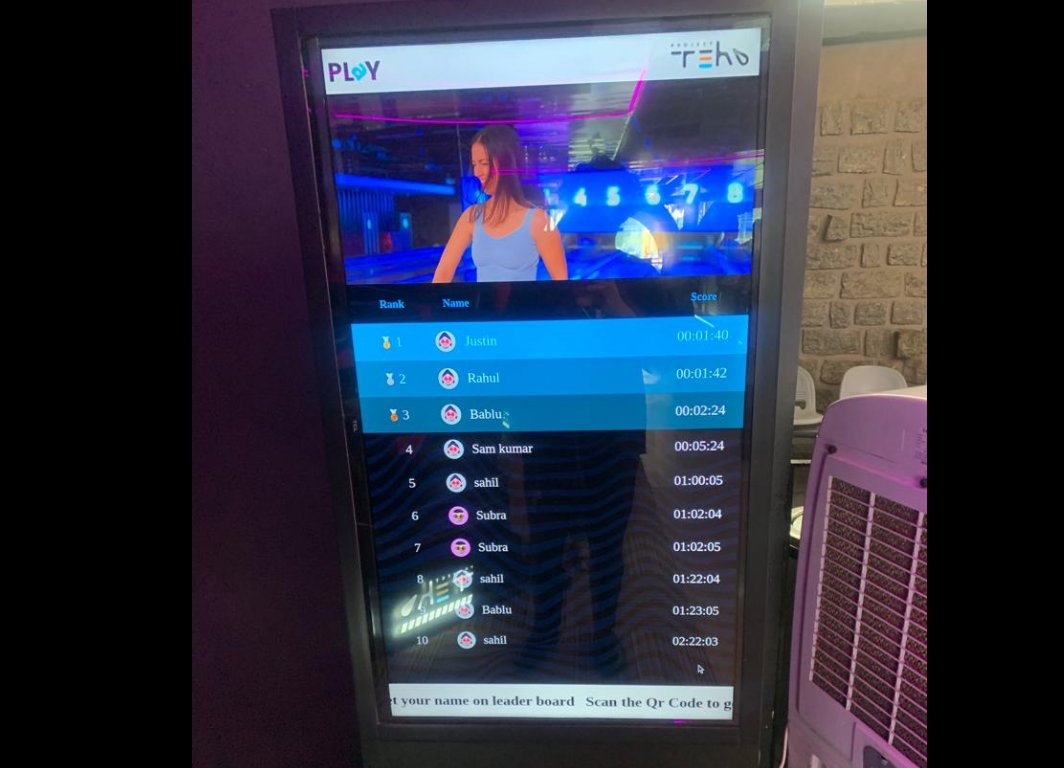 PLAY
PROJECT
TREHO
4 5 6 7 8
Rank Name Score
1 Justin 00:01:40
2 Rahul 00:01:42
3 Bablu 00:02:24
4 Sam kumar 00:05:24
5 sahil 01:00:05
6 Subra 01:02:04
7 Subra 01:02:05
8 sahil 01:22:04
9 Bablu 01:23:05
10 sahil 02:22:03
your name on leader board Scan the Qr Code to